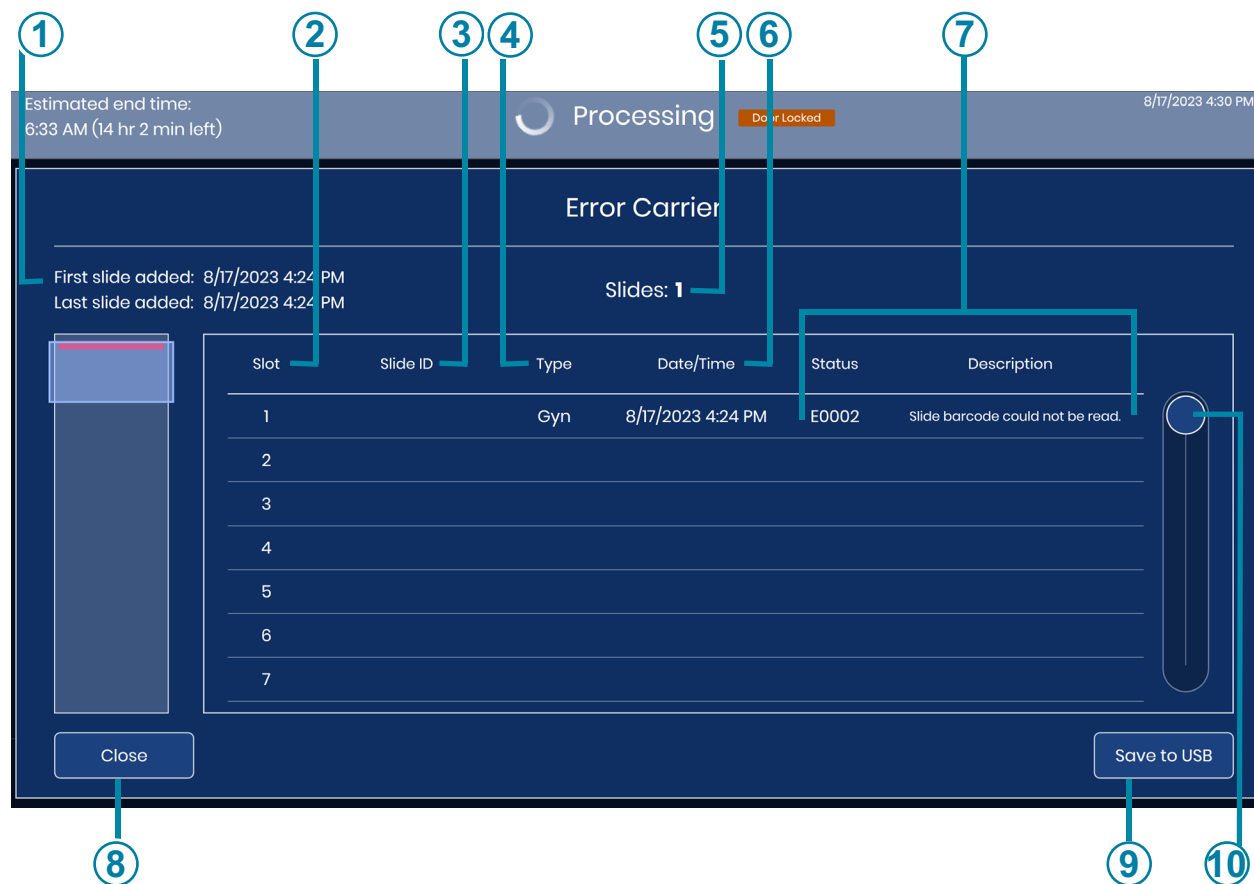 1 2 3 4 5 6 7
Estimated end time:
6:33 AM (14 hr 2 min left)
Processing
Door Locked
8/17/2023 4:30 PM
Error Carrier
First slide added: 8/17/2023 4:24 PM
Last slide added: 8/17/2023 4:24 PM
Slides: 1
Slot Slide ID Type Date/Time Status Description
1 Gyn 8/17/2023 4:24 PM E0002 Slide barcode could not be read.
2
3
4
5
6
7
Close
Save to USB
8 9 10